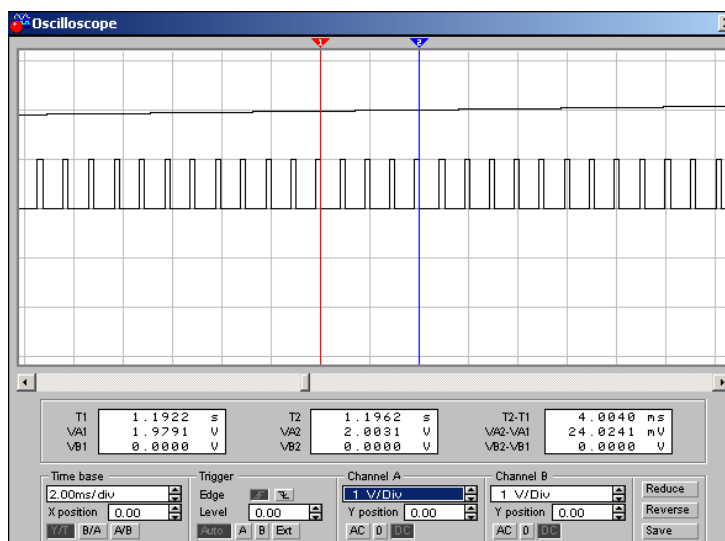 Oscilloscope
1 2
T1 1.1922 s T2 1.1962 s T2-T1 4.0040 ms
VA1 1.9791 V VA2 2.0031 V VA2-VA1 24.0241 mV
VB1 0.0000 V VB2 0.0000 V VB2-VB1 0.0000 V
Time base Trigger Channel A Channel B
2.00ms/div Edge 1 V/Div 1 V/Div Reduce
X position 0.00 Level 0.00 Y position 0.00 Y position 0.00 Reverse
Y/T B/A A/B Auto A B Ext AC 0 DC AC 0 DC Save